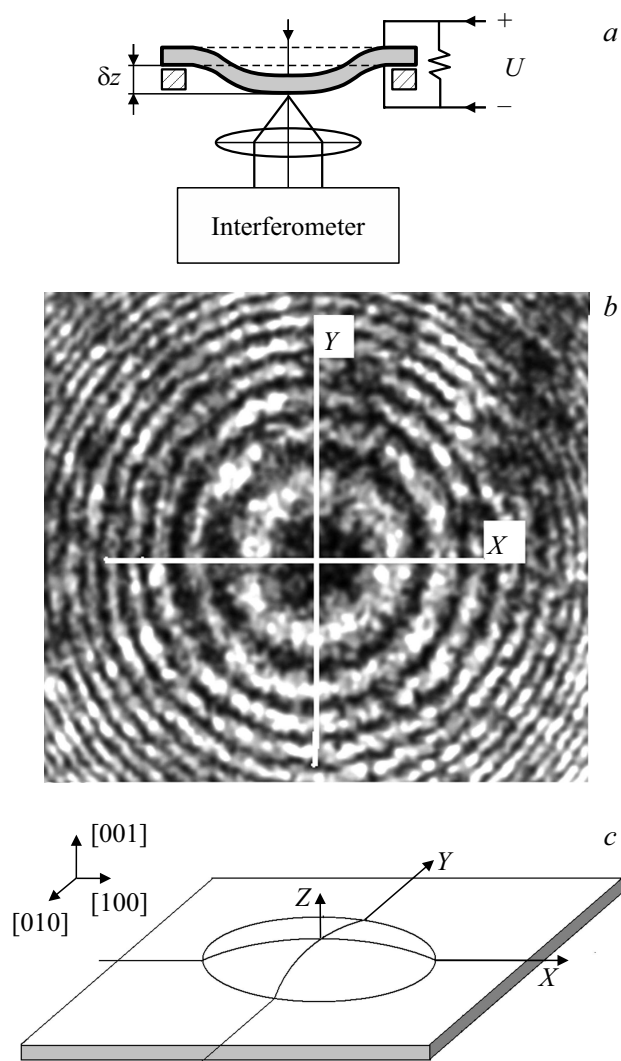 a
+
δz
U
−
Interferometer
b
Y
X
c
[001]
[100]
[010]
Y
Z
X